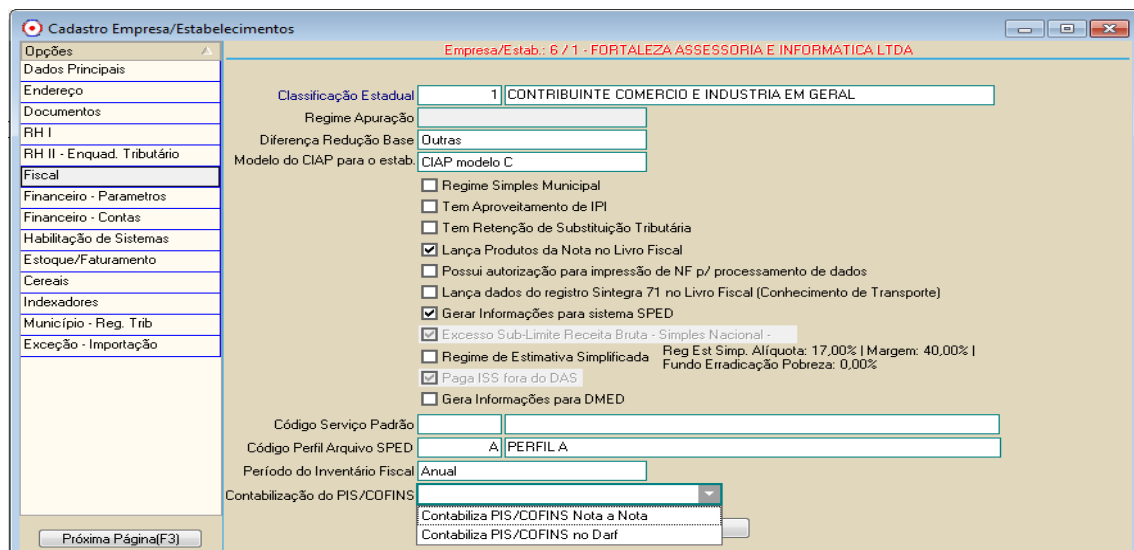 Cadastro Empresa/Estabelecimentos
Opções
Dados Principais
Endereço
Documentos
RH I
RH II - Enquad. Tributário
Fiscal
Financeiro - Parametros
Financeiro - Contas
Habilitação de Sistemas
Estoque/Faturamento
Cereais
Indexadores
Município - Reg. Trib
Exceção - Importação
Próxima Página(F3)
Empresa/Estab.: 6 / 1 - FORTALEZA ASSESSORIA E INFORMATICA LTDA
Classificação Estadual 1 CONTRIBUINTE COMERCIO E INDUSTRIA EM GERAL
Regime Apuração
Diferença Redução Base Outras
Modelo do CIAP para o estab. CIAP modelo C
Regime Simples Municipal
Tem Aproveitamento de IPI
Tem Retenção de Substituição Tributária
Lança Produtos da Nota no Livro Fiscal
Possui autorização para impressão de NF p/ processamento de dados
Lança dados do registro Sintegra 71 no Livro Fiscal (Conhecimento de Transporte)
Gerar Informações para sistema SPED
Excesso Sub-Limite Receita Bruta - Simples Nacional -
Regime de Estimativa Simplificada Reg Est Simp. Alíquota: 17,00% | Margem: 40,00% |
Fundo Erradicação Pobreza: 0,00%
Paga ISS fora do DAS
Gera Informações para DMED
Código Serviço Padrão
Código Perfil Arquivo SPED A PERFIL A
Período do Inventário Fiscal Anual
Contabilização do PIS/COFINS
Contabiliza PIS/COFINS Nota a Nota
Contabiliza PIS/COFINS no Darf